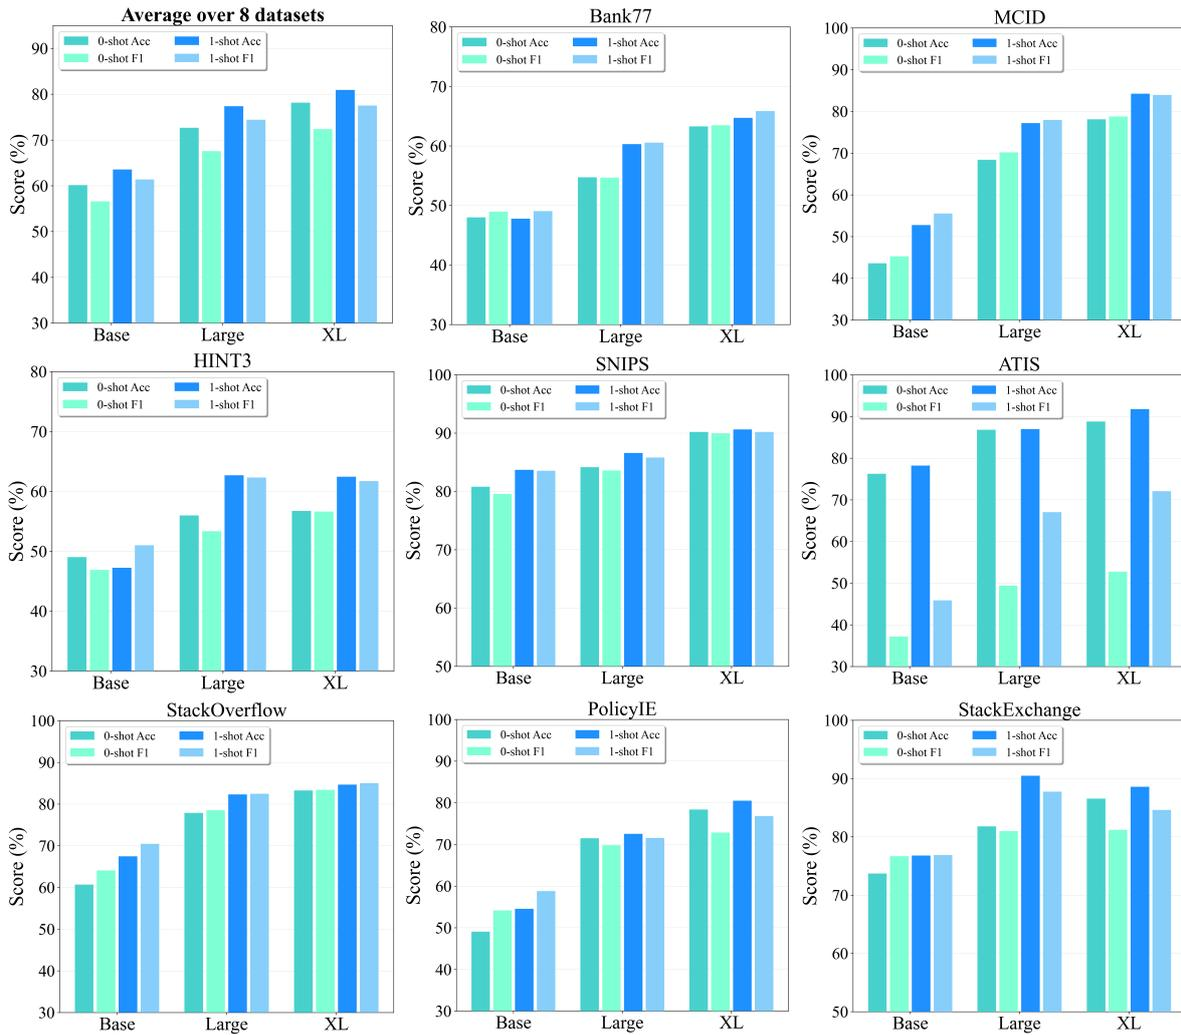 Average over 8 datasets
0-shot Acc 1-shot Acc
0-shot F1 1-shot F1
Score (%)
90
80
70
60
50
40
30
Base Large XL
Bank77
0-shot Acc 1-shot Acc
0-shot F1 1-shot F1
Score (%)
80
70
60
50
40
30
Base Large XL
MCID
0-shot Acc 1-shot Acc
0-shot F1 1-shot F1
Score (%)
100
90
80
70
60
50
40
30
Base Large XL
HINT3
0-shot Acc 1-shot Acc
0-shot F1 1-shot F1
Score (%)
80
70
60
50
40
30
Base Large XL
SNIPS
0-shot Acc 1-shot Acc
0-shot F1 1-shot F1
Score (%)
100
90
80
70
60
50
Base Large XL
ATIS
0-shot Acc 1-shot Acc
0-shot F1 1-shot F1
Score (%)
100
90
80
70
60
50
40
30
Base Large XL
StackOverflow
0-shot Acc 1-shot Acc
0-shot F1 1-shot F1
Score (%)
100
90
80
70
60
50
40
30
Base Large XL
PolicyIE
0-shot Acc 1-shot Acc
0-shot F1 1-shot F1
Score (%)
100
90
80
70
60
50
40
30
Base Large XL
StackExchange
0-shot Acc 1-shot Acc
0-shot F1 1-shot F1
Score (%)
100
90
80
70
60
50
Base Large XL